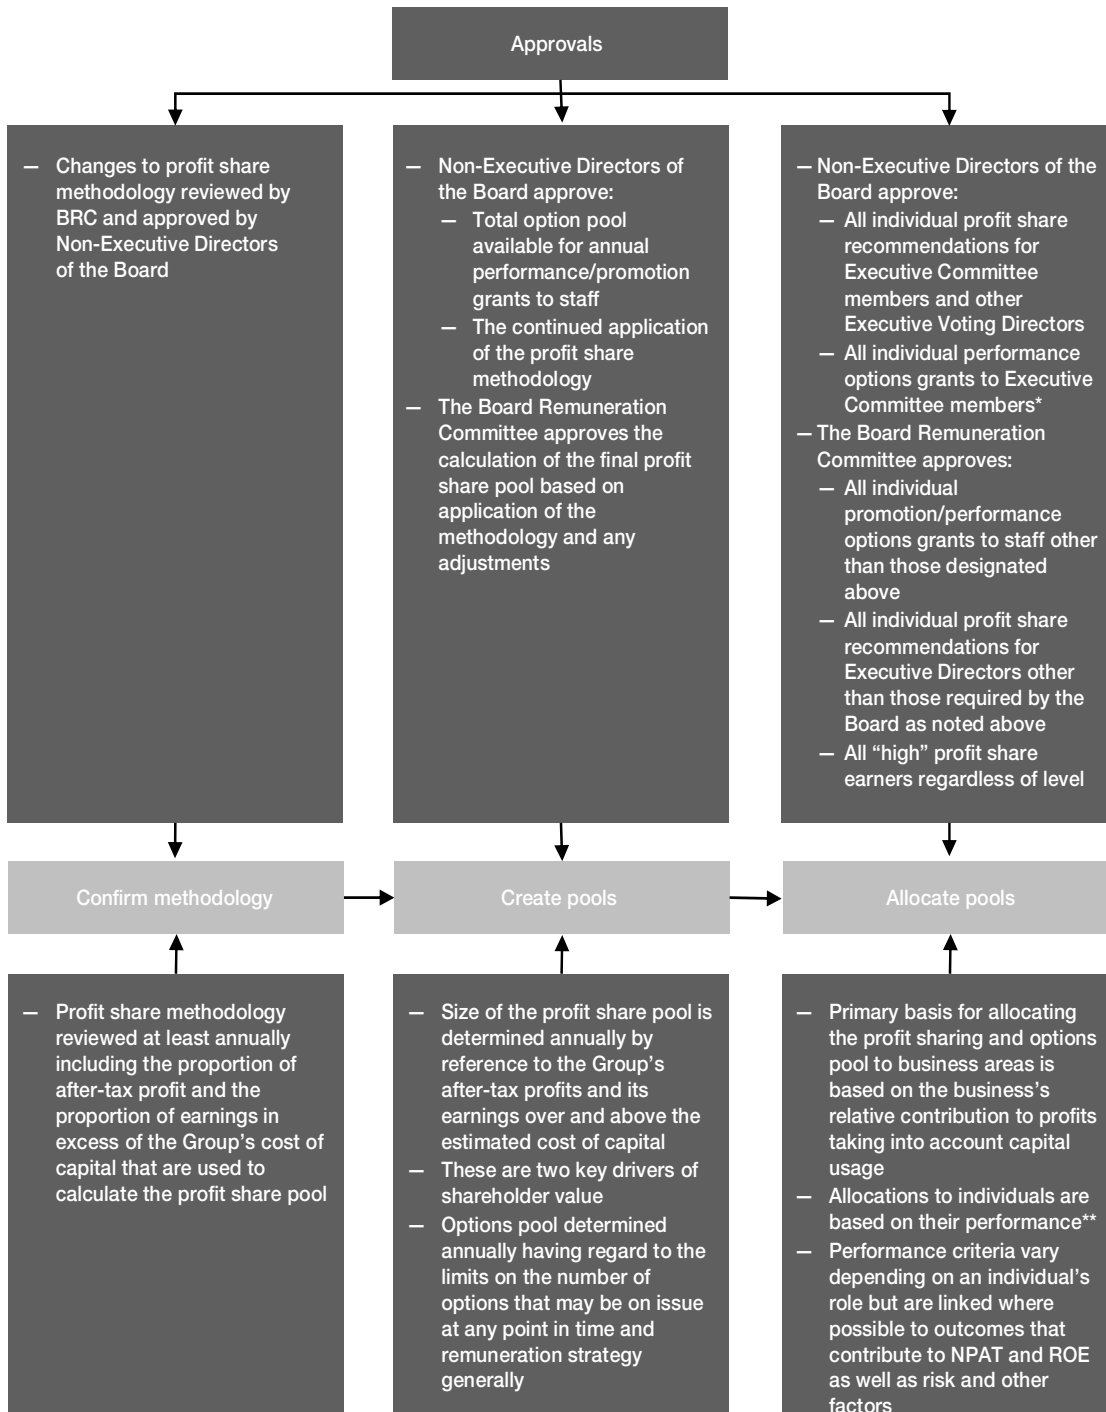 Approvals
— Changes to profit share
methodology reviewed by
BRC and approved by
Non-Executive Directors
of the Board
— Non-Executive Directors of
the Board approve:
— Total option pool
available for annual
performance/promotion
grants to staff
— The continued application
of the profit share
methodology
— The Board Remuneration
Committee approves the
calculation of the final profit
share pool based on
application of the
methodology and any
adjustments
— Non-Executive Directors of the
Board approve:
— All individual profit share
recommendations for
Executive Committee
members and other
Executive Voting Directors
— All individual performance
options grants to Executive
Committee members*
— The Board Remuneration
Committee approves:
— All individual
promotion/performance
options grants to staff other
than those designated
above
— All individual profit share
recommendations for
Executive Directors other
than those required by the
Board as noted above
— All “high” profit share
earners regardless of level
Confirm methodology
Create pools
Allocate pools
— Profit share methodology
reviewed at least annually
including the proportion of
after-tax profit and the
proportion of earnings in
excess of the Group’s cost of
capital that are used to
calculate the profit share pool
— Size of the profit share pool is
determined annually by
reference to the Group’s
after-tax profits and its
earnings over and above the
estimated cost of capital
— These are two key drivers of
shareholder value
— Options pool determined
annually having regard to the
limits on the number of
options that may be on issue
at any point in time and
remuneration strategy
generally
— Primary basis for allocating
the profit sharing and options
pool to business areas is
based on the business’s
relative contribution to profits
taking into account capital
usage
— Allocations to individuals are
based on their performance**
— Performance criteria vary
depending on an individual’s
role but are linked where
possible to outcomes that
contribute to NPAT and ROE
as well as risk and other
factors